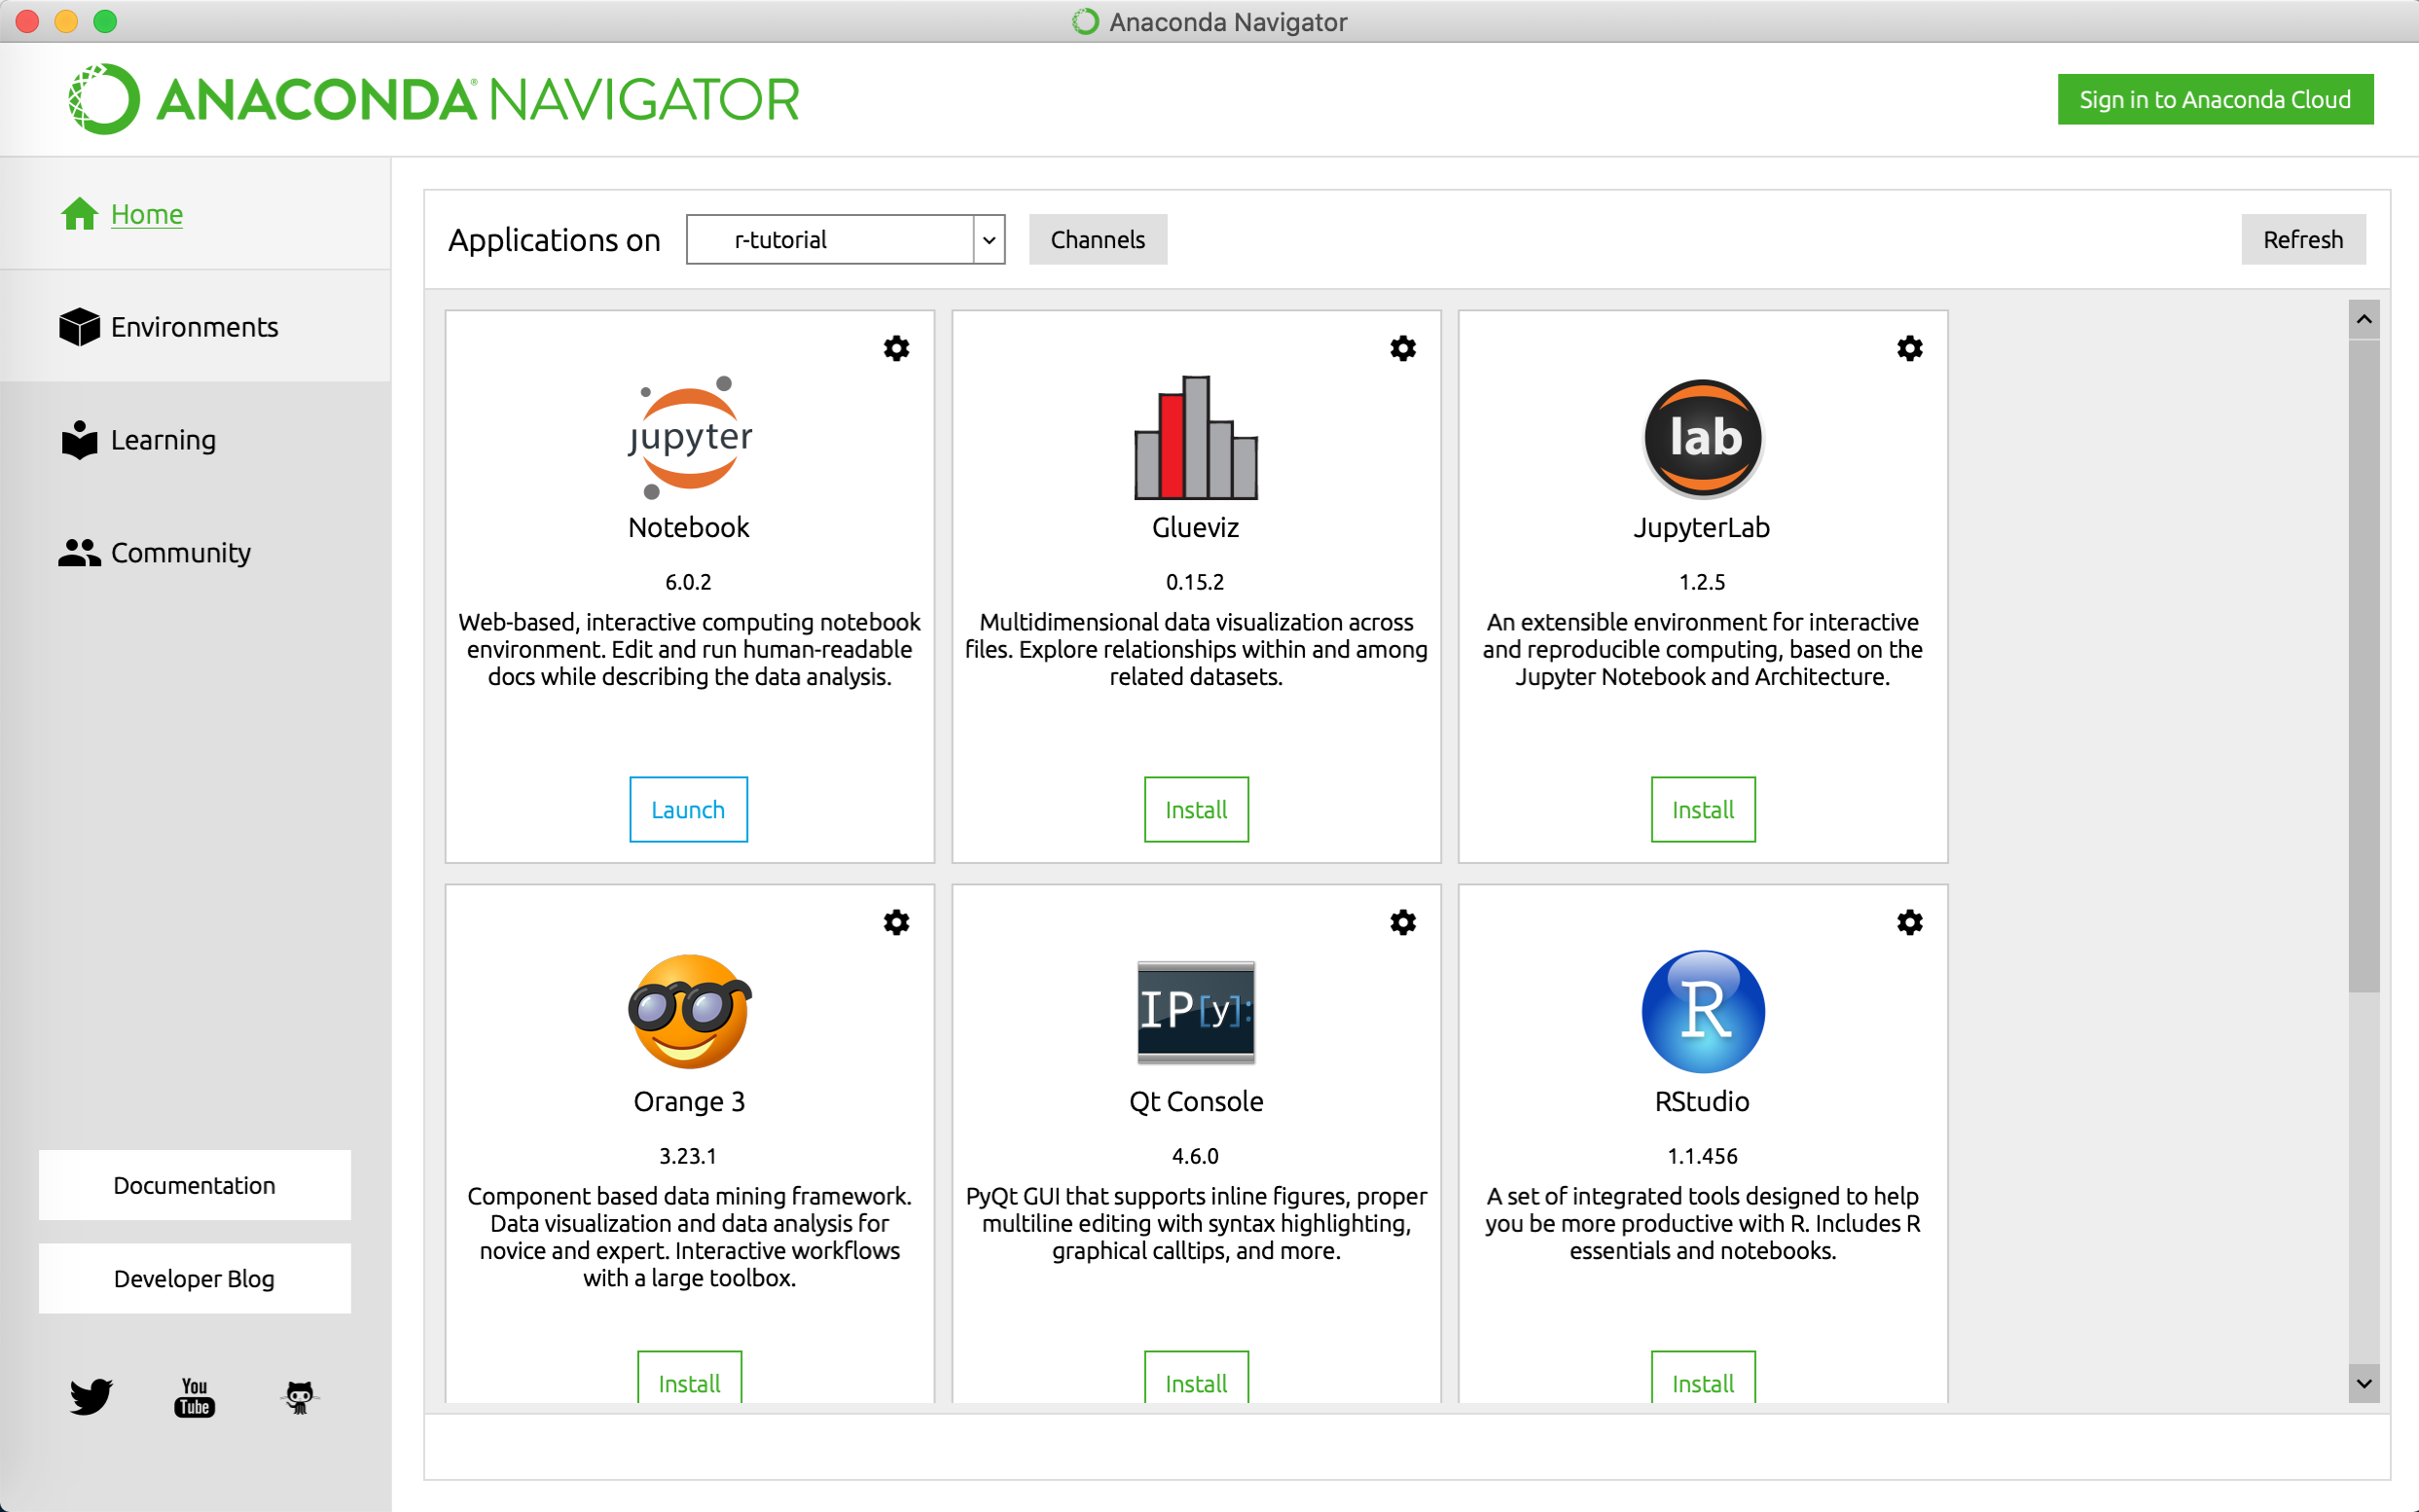 Anaconda Navigator
ANACONDA® NAVIGATOR
Sign in to Anaconda Cloud
Home
Environments
Learning
Community
Documentation
Developer Blog
You
Tube
Applications on
r-tutorial
Channels
Refresh
jupyter
Notebook
6.0.2
Web-based, interactive computing notebook
environment. Edit and run human-readable
docs while describing the data analysis.
Launch
Glueviz
0.15.2
Multidimensional data visualization across
files. Explore relationships within and among
related datasets.
Install
lab
JupyterLab
1.2.5
An extensible environment for interactive
and reproducible computing, based on the
Jupyter Notebook and Architecture.
Install
Orange 3
3.23.1
Component based data mining framework.
Data visualization and data analysis for
novice and expert. Interactive workflows
with a large toolbox.
Install
IP[y]:
Qt Console
4.6.0
PyQt GUI that supports inline figures, proper
multiline editing with syntax highlighting,
graphical calltips, and more.
Install
R
RStudio
1.1.456
A set of integrated tools designed to help
you be more productive with R. Includes R
essentials and notebooks.
Install